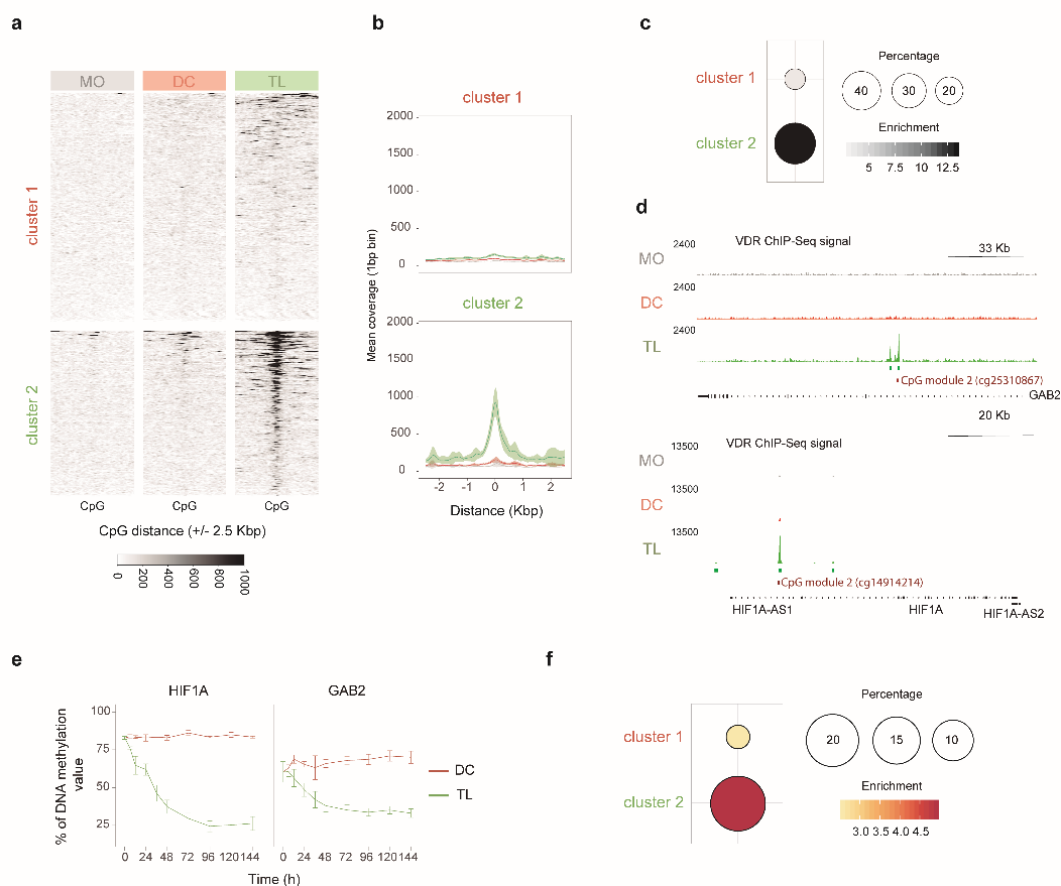 a
MO
DC
TL
cluster 1
cluster 2
CpG
CpG
CpG
CpG distance (+/- 2.5 Kbp)
0
200
400
600
800
1000
b
cluster 1
2000
1500
1000
500
0
cluster 2
2000
1500
1000
500
0
Mean coverage (1bp bin)
-2
-1
0
1
2
Distance (Kbp)
c
cluster 1
cluster 2
Percentage
40
30
20
Enrichment
5
7.5
10
12.5
d
2400
VDR ChIP-Seq signal
33 Kb
MO
2400
DC
2400
TL
CpG module 2 (cg25310867)
GAB2
20 Kb
13500
VDR ChIP-Seq signal
MO
13500
DC
13500
TL
CpG module 2 (cg14914214)
HIF1A-AS1
HIF1A
HIF1A-AS2
e
HIF1A
GAB2
% of DNA methylation
value
100
75
50
25
0 24 48 72 96 120 144
0 24 48 72 96 120 144
Time (h)
DC
TL
f
cluster 1
cluster 2
Percentage
20
15
10
Enrichment
3.0 3.5 4.0 4.5